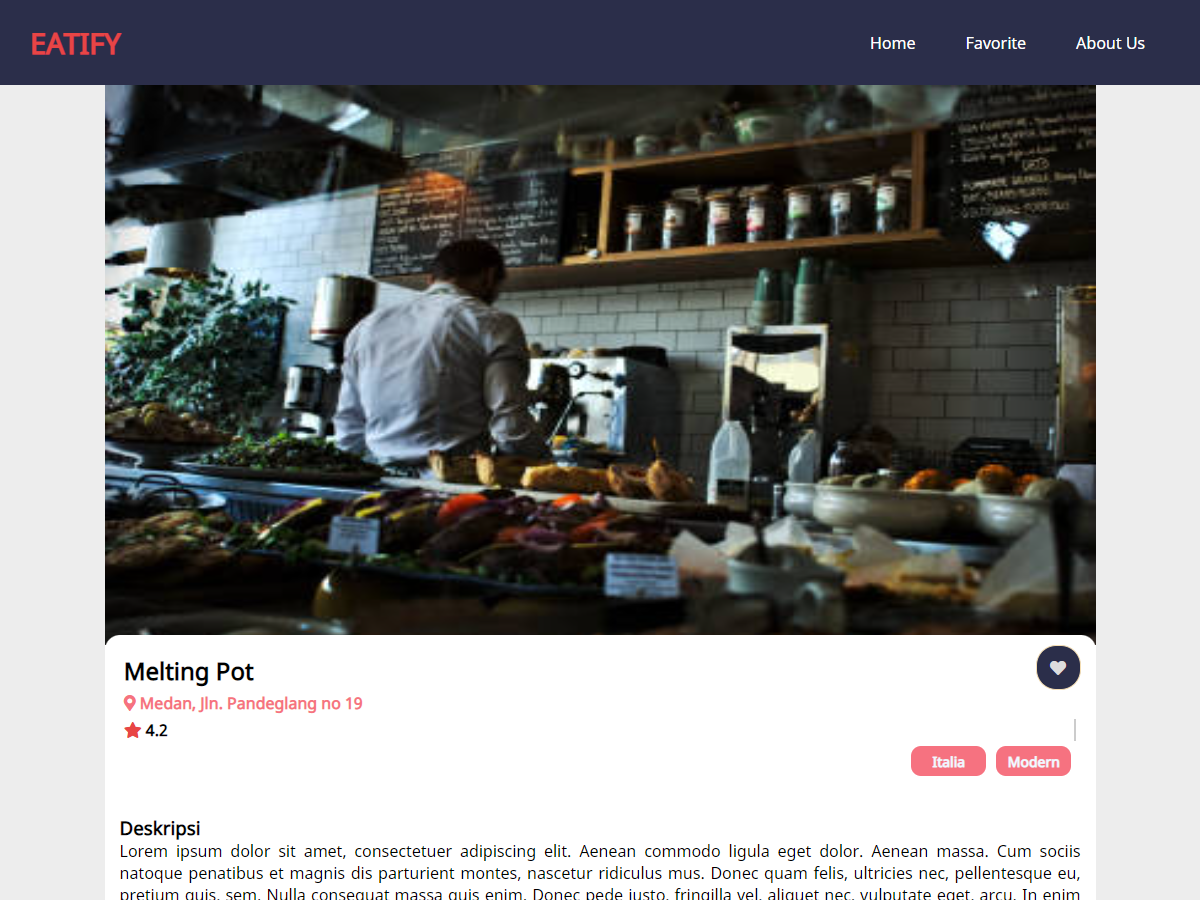 EATIFY
Home Favorite About Us
Melting Pot
Medan, Jln. Pandeglang no 19
4.2
Italia Modern
Deskripsi
Lorem ipsum dolor sit amet, consectetuer adipiscing elit. Aenean commodo ligula eget dolor. Aenean massa. Cum sociis
natoque penatibus et magnis dis parturient montes, nascetur ridiculus mus. Donec quam felis, ultricies nec, pellentesque eu,
pretium quis, sem. Nulla consequat massa quis enim. Donec pede justo, fringilla vel, aliquet nec, vulputate eget, arcu. In enim